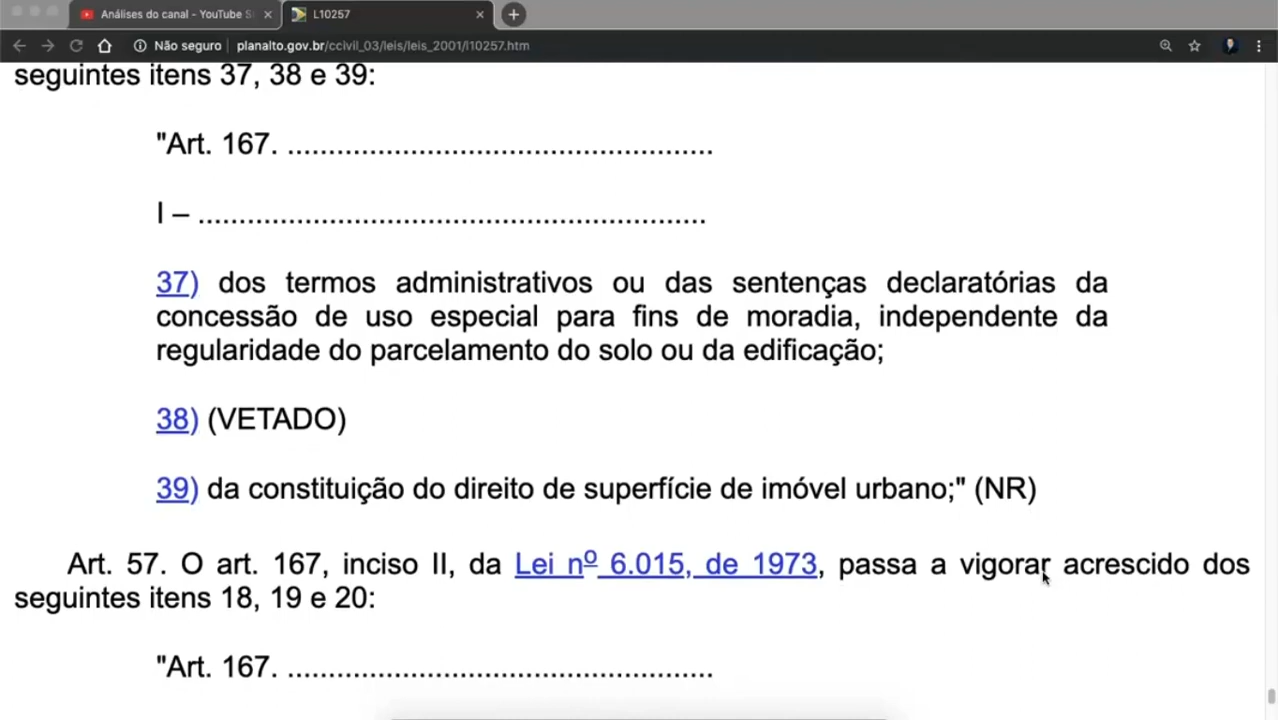 Análises do canal - YouTube S
L10257
Não seguro
planalto.gov.br/ccivil_03/leis/leis_2001/l10257.htm
seguintes itens 37, 38 e 39:
"Art. 167. ....................................................
I – ..............................................................
37) dos termos administrativos ou das sentenças declaratórias da
concessão de uso especial para fins de moradia, independente da
regularidade do parcelamento do solo ou da edificação;
38) (VETADO)
39) da constituição do direito de superfície de imóvel urbano;" (NR)
Art. 57. O art. 167, inciso II, da Lei nº 6.015, de 1973, passa a vigorar acrescido dos
seguintes itens 18, 19 e 20:
"Art. 167. ....................................................